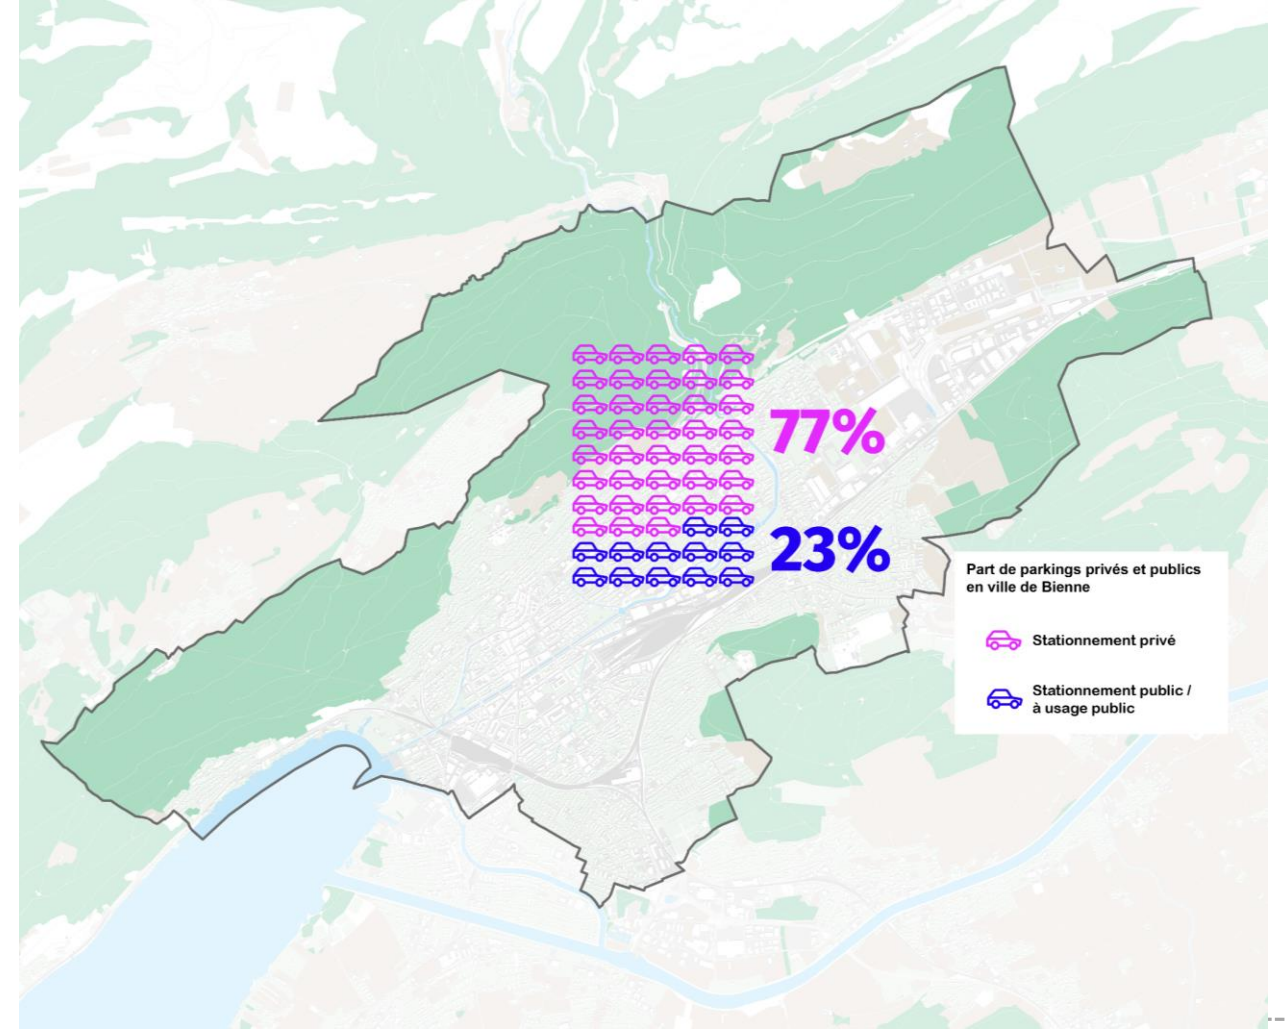 77%
23%
Part de parkings privés et publics
en ville de Bienne
Stationnement privé
Stationnement public /
à usage public